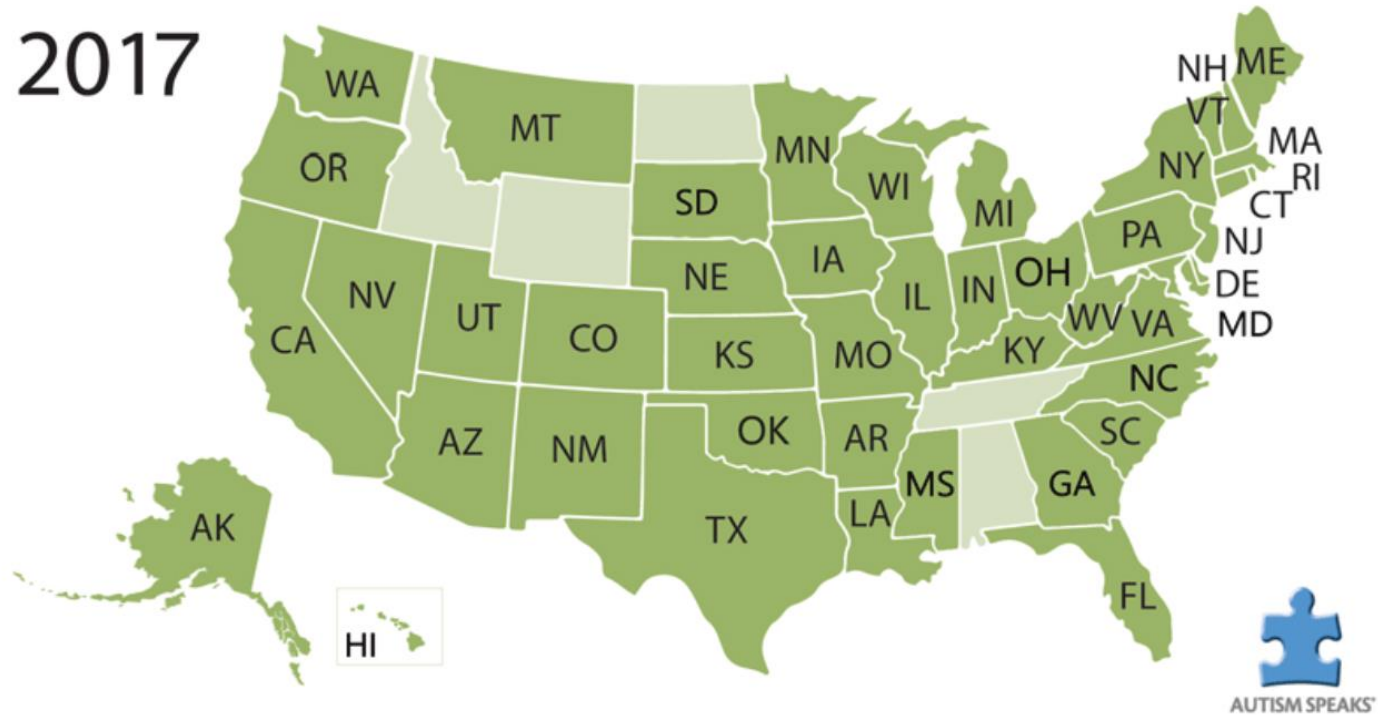 2017
WA
MT
OR
SD
MN
WI
MI
NY
NH
VT
ME
MA
RI
CT
NJ
PA
DE
MD
IA
NE
NV
UT
CO
CA
KS
MO
IL
IN
OH
WV
VA
KY
NC
SC
AZ
NM
OK
AR
TX
LA
MS
GA
FL
AK
HI
AUTISM SPEAKS®